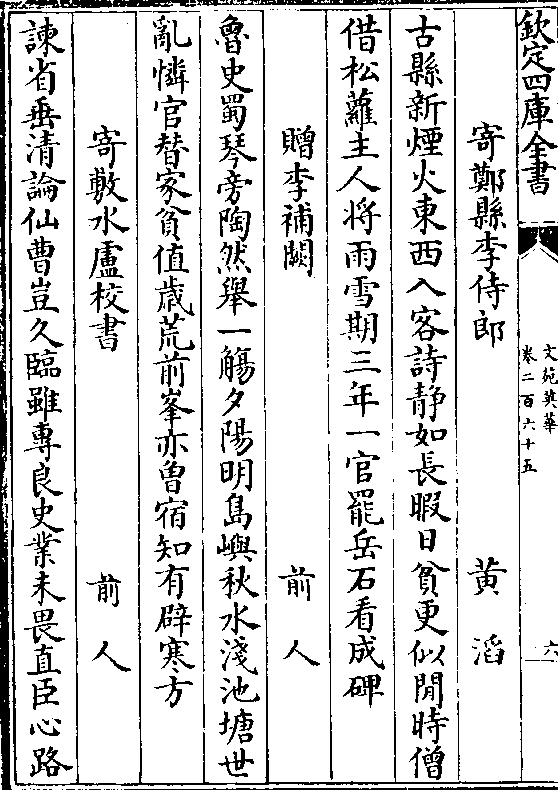 欽定四庫全書
文苑英華
卷二百六十五
六
寄鄭縣李侍郎　黄滔
古縣新煙火東西入客詩静如長暇日貧更似閒時僧
借松蘿主人将雨雪期三年一官罷岳石看成碑
贈李補闕　前人
魯史蜀琴旁陶然舉一觴夕陽明島嶼秋水淺池塘世
亂憐官替家貧值歳荒前峯亦曽宿知有辟寒方
寄敷水盧校書　前人
諫省垂清論仙曹豈久臨雖専良史業未畏直臣心路